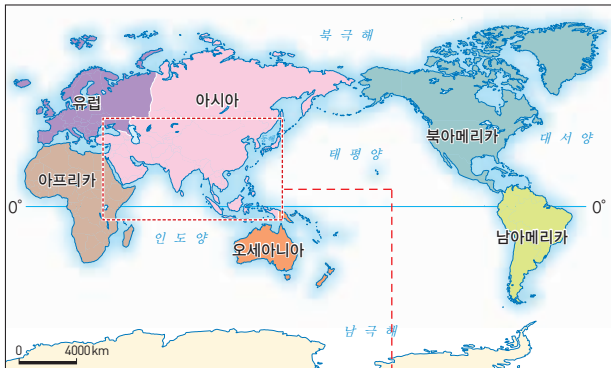 북극해
유럽
아시아
북아메리카
대서양
태평양
아프리카
0°
0°
인도양
오세아니아
남아메리카
남극해
0 4000km